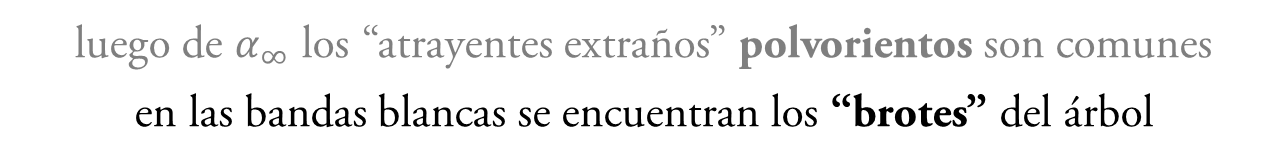 luego de α∞ los “atrayentes extraños” polvorientos son comunes
en las bandas blancas se encuentran los “brotes” del árbol